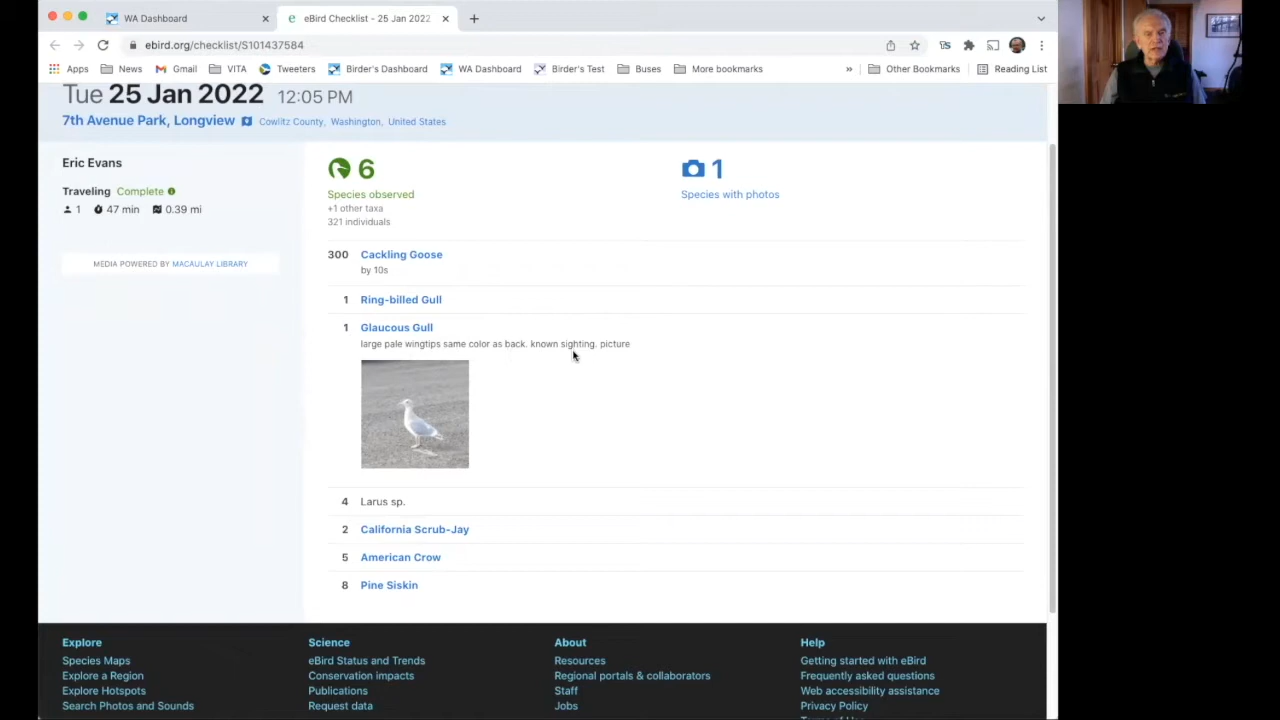 WA Dashboard
eBird Checklist - 25 Jan 2022
ebird.org/checklist/S101437584
Apps News Gmail VITA Tweeters Birder's Dashboard WA Dashboard Birder's Test Buses More bookmarks » Other Bookmarks Reading List
Tue 25 Jan 2022 12:05 PM
7th Avenue Park, Longview Cowlitz County, Washington, United States
Eric Evans
Traveling Complete
1 47 min 0.39 mi
MEDIA POWERED BY MACAULAY LIBRARY
6
Species observed
+1 other taxa
321 individuals
1
Species with photos
300 Cackling Goose
by 10s
1 Ring-billed Gull
1 Glaucous Gull
large pale wingtips same color as back. known sighting. picture
4 Larus sp.
2 California Scrub-Jay
5 American Crow
8 Pine Siskin
Explore
Species Maps
Explore a Region
Explore Hotspots
Search Photos and Sounds
Science
eBird Status and Trends
Conservation impacts
Publications
Request data
About
Resources
Regional portals & collaborators
Staff
Jobs
Help
Getting started with eBird
Frequently asked questions
Web accessibility assistance
Privacy Policy